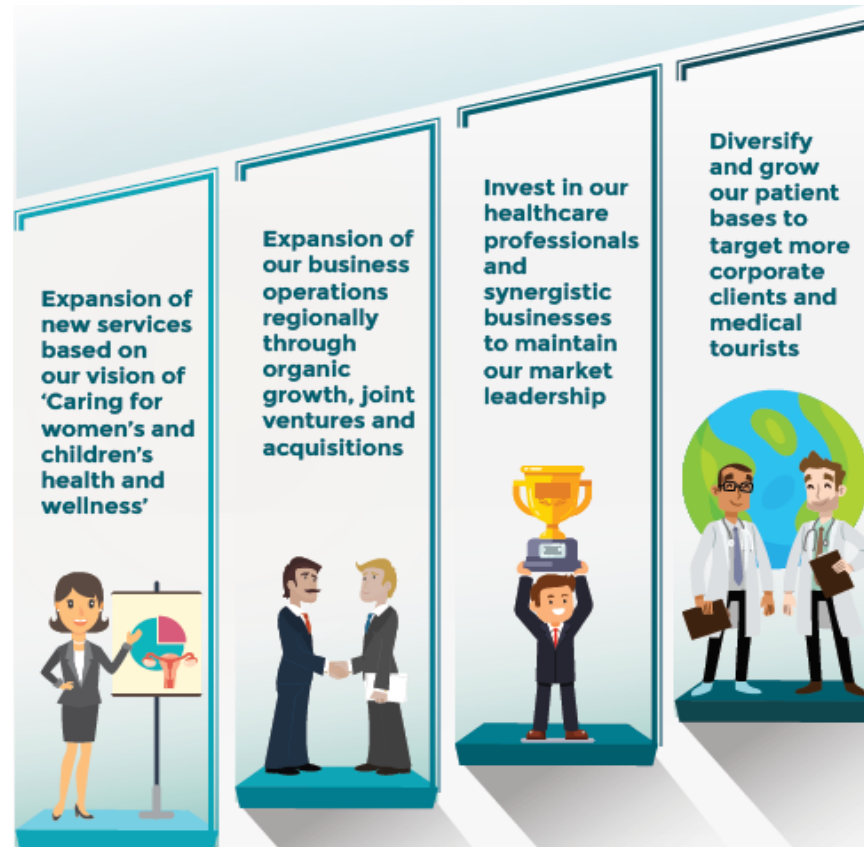 Expansion of
new services
based on
our vision of
‘Caring for
women’s and
children’s
health and
wellness’
Expansion of
our business
operations
regionally
through
organic
growth, joint
ventures and
acquisitions
Invest in our
healthcare
professionals
and
synergistic
businesses
to maintain
our market
leadership
Diversify
and grow
our patient
bases to
target more
corporate
clients and
medical
tourists